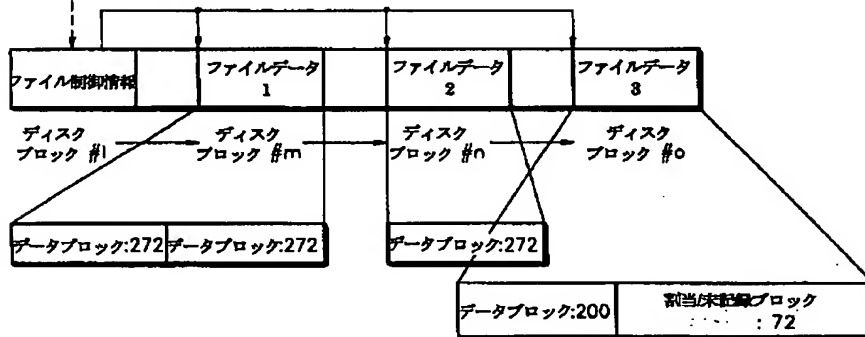 ファイル制御情報
ファイルデータ
1
ファイルデータ
2
ファイルデータ
3
ディスク
ブロック #l
ディスク
ブロック #m
ディスク
ブロック #n
ディスク
ブロック #o
データブロック:272
データブロック:272
データブロック:272
データブロック:200
割当/未記録ブロック
: 72